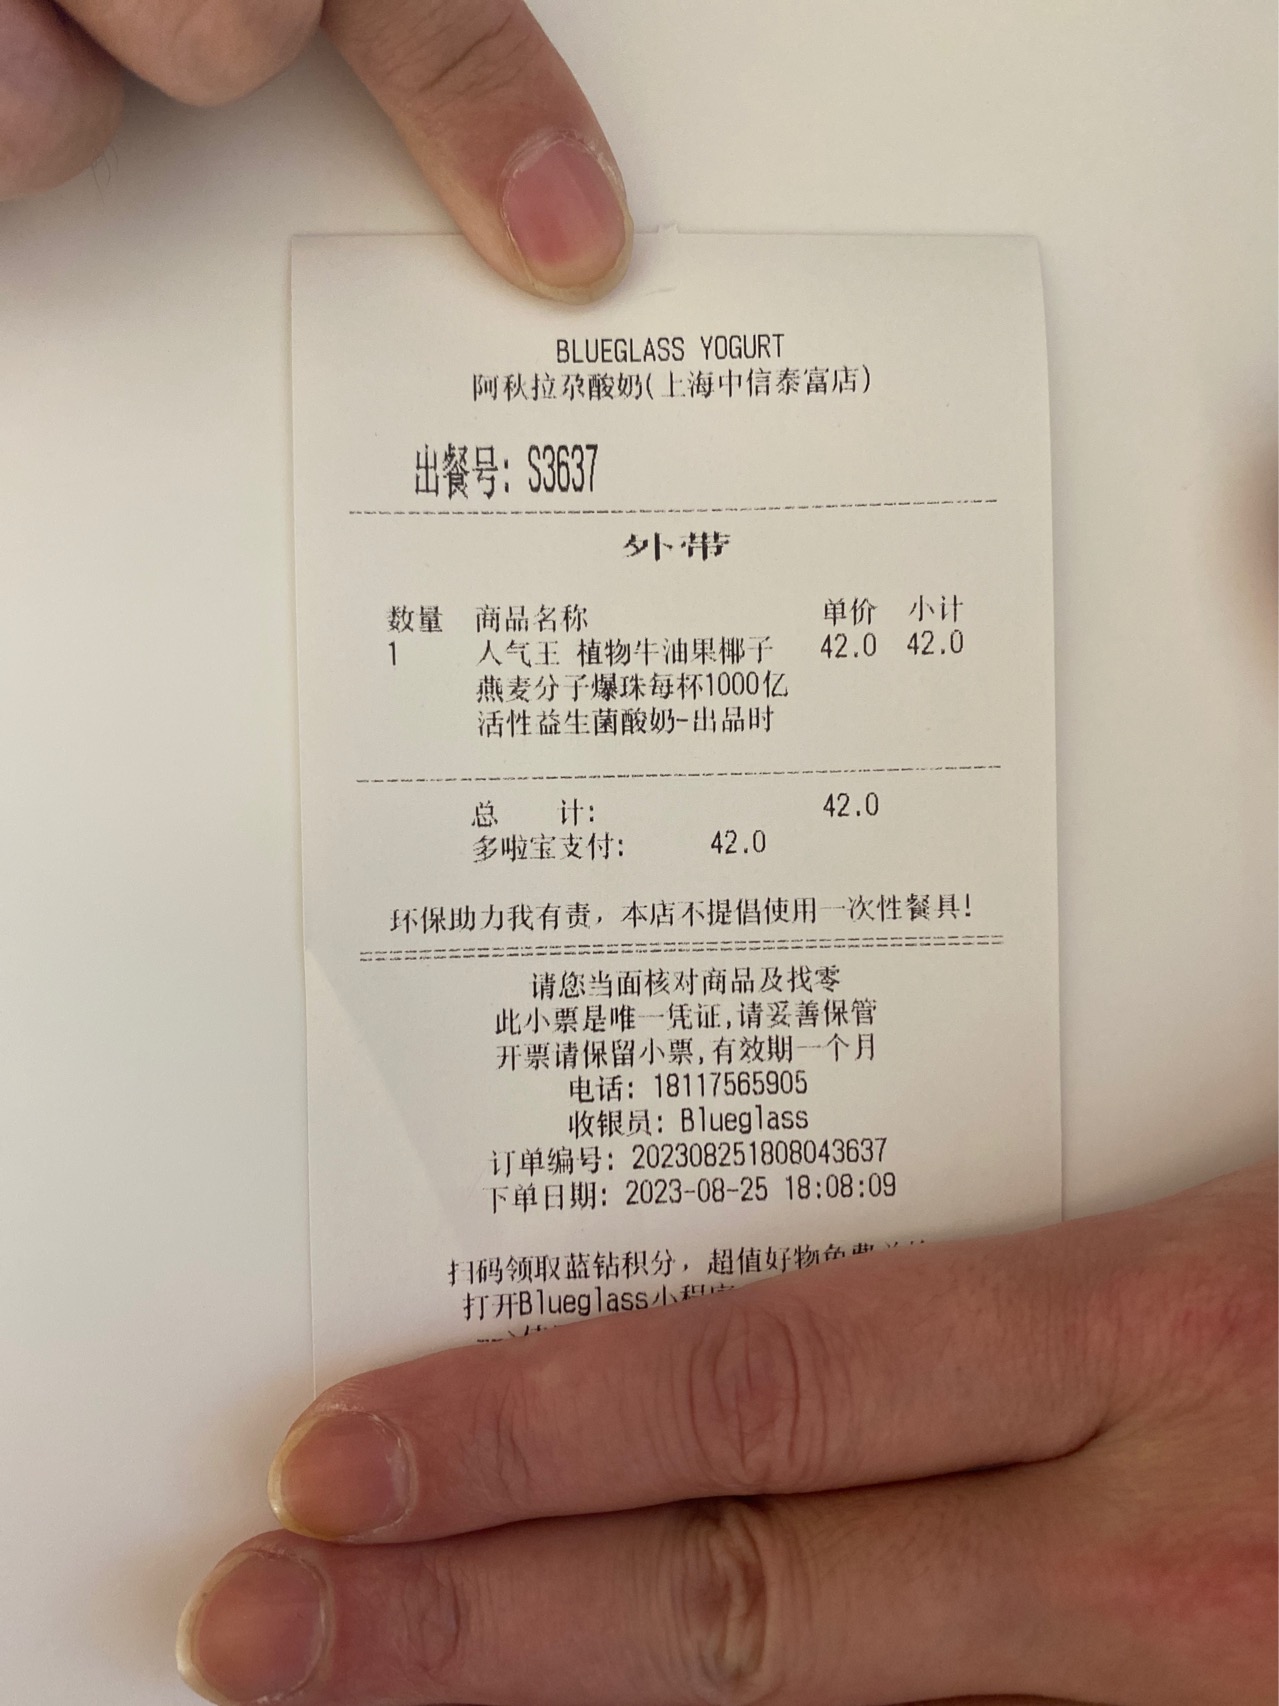 BLUEGLASS YOGURT
阿秋拉尕酸奶(上海中信泰富店)
出餐号: S3637
外带
数量 商品名称 单价 小计
1 人气王 植物牛油果椰子 42.0 42.0
燕麦分子爆珠每杯1000亿
活性益生菌酸奶-出品时
总 计: 42.0
多啦宝支付: 42.0
环保助力我有责，本店不提倡使用一次性餐具!
请您当面核对商品及找零
此小票是唯一凭证,请妥善保管
开票请保留小票,有效期一个月
电话: 18117565905
收银员: Blueglass
订单编号: 202308251808043637
下单日期: 2023-08-25 18:08:09
扫码领取蓝钻积分，超值好物免费
打开Blueglass小程序